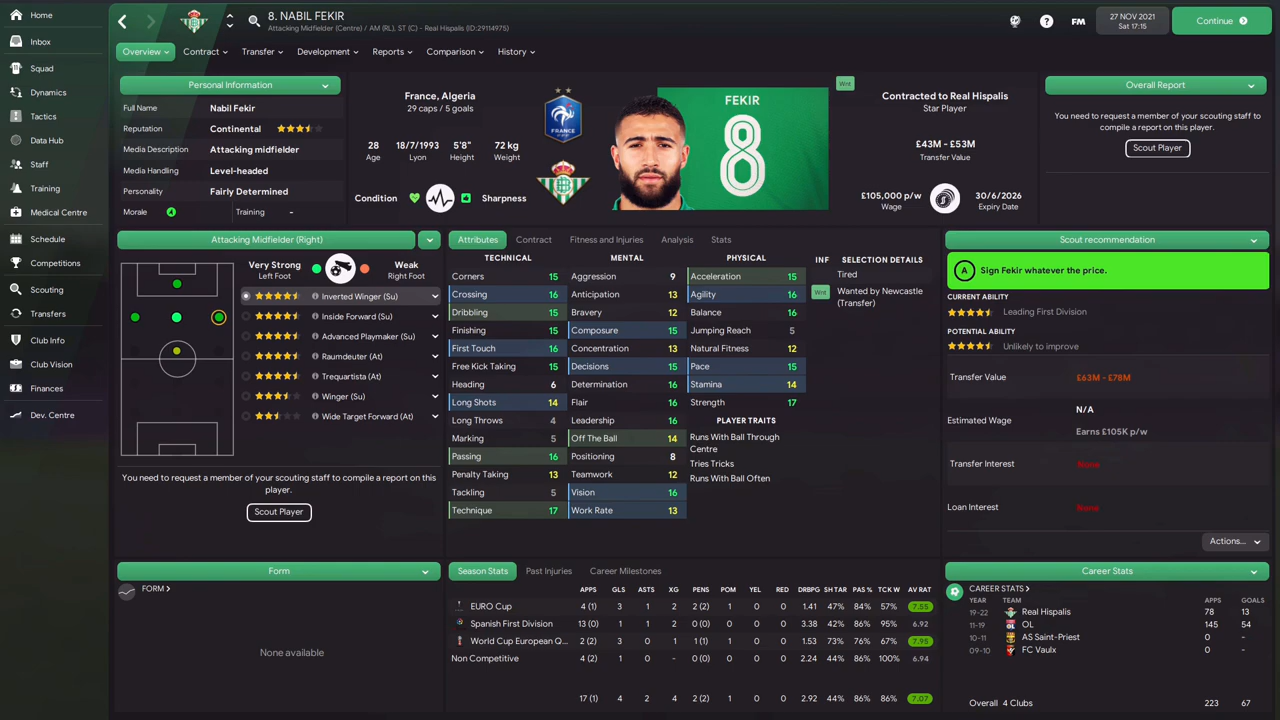 Home
Inbox
Squad
Dynamics
Tactics
Data Hub
Staff
Training
Medical Centre
Schedule
Competitions
Scouting
Transfers
Club Info
Club Vision
Finances
Dev. Centre
8. NABIL FEKIR
Attacking Midfielder (Centre) / AM (RL), ST (C) - Real Hispalis (ID:29114975)
FM
27 NOV 2021
Sat 17:15
Continue
Overview
Contract
Transfer
Development
Reports
Comparison
History
Personal Information
Full Name Nabil Fekir
Reputation Continental
Media Description Attacking midfielder
Media Handling Level-headed
Personality Fairly Determined
Morale Training -
France, Algeria
29 caps / 5 goals
28 18/7/1993 5'8" 72 kg
Age Lyon Height Weight
Condition Sharpness
FRANCE
FEKIR
8
Wnt
Contracted to Real Hispalis
Star Player
£43M - £53M
Transfer Value
£105,000 p/w 30/6/2026
Wage Expiry Date
Overall Report
You need to request a member of your scouting staff to
compile a report on this player.
Scout Player
Attacking Midfielder (Right)
Very Strong Weak
Left Foot Right Foot
Inverted Winger (Su)
Inside Forward (Su)
Advanced Playmaker (Su)
Raumdeuter (At)
Trequartista (At)
Winger (Su)
Wide Target Forward (At)
You need to request a member of your scouting staff to compile a report on this
player.
Scout Player
Attributes Contract Fitness and Injuries Analysis Stats
TECHNICAL
Corners 15
Crossing 16
Dribbling 15
Finishing 15
First Touch 16
Free Kick Taking 15
Heading 6
Long Shots 14
Long Throws 4
Marking 5
Passing 16
Penalty Taking 13
Tackling 5
Technique 17
MENTAL
Aggression 9
Anticipation 13
Bravery 12
Composure 15
Concentration 13
Decisions 15
Determination 16
Flair 16
Leadership 16
Off The Ball 14
Positioning 8
Teamwork 12
Vision 16
Work Rate 13
PHYSICAL
Acceleration 15
Agility 16
Balance 16
Jumping Reach 5
Natural Fitness 12
Pace 15
Stamina 14
Strength 17
PLAYER TRAITS
Runs With Ball Through
Centre
Tries Tricks
Runs With Ball Often
INF SELECTION DETAILS
Tired
Wnt Wanted by Newcastle
(Transfer)
Scout recommendation
A Sign Fekir whatever the price.
CURRENT ABILITY
Leading First Division
POTENTIAL ABILITY
Unlikely to improve
Transfer Value £63M - £78M
N/A
Estimated Wage
Earns £105K p/w
Transfer Interest None
Loan Interest None
Actions...
Form
FORM
None available
Season Stats Past Injuries Career Milestones
APPS GLS ASTS XG PENS POM YEL RED DRBPG SH TAR PAS % TCK W AV RAT
EURO Cup 4 (1) 3 1 2 2 (2) 1 0 0 1.41 47% 84% 57% 7.55
Spanish First Division 13 (0) 1 1 2 0 (0) 0 0 0 3.38 42% 86% 95% 6.92
World Cup European Q... 2 (2) 3 0 1 1 (1) 1 0 0 1.53 73% 76% 67% 7.95
Non Competitive 4 (2) 1 0 - 0 (0) 0 0 0 2.24 44% 86% 100% 6.94
17 (1) 4 2 4 2 (2) 1 0 0 2.92 44% 86% 86% 7.07
Career Stats
CAREER STATS
YEAR TEAM APPS GOALS
19-22 Real Hispalis 78 13
11-19 OL 145 54
10-11 AS Saint-Priest 0 -
09-10 FC Vaulx 0 -
Overall 4 Clubs 223 67